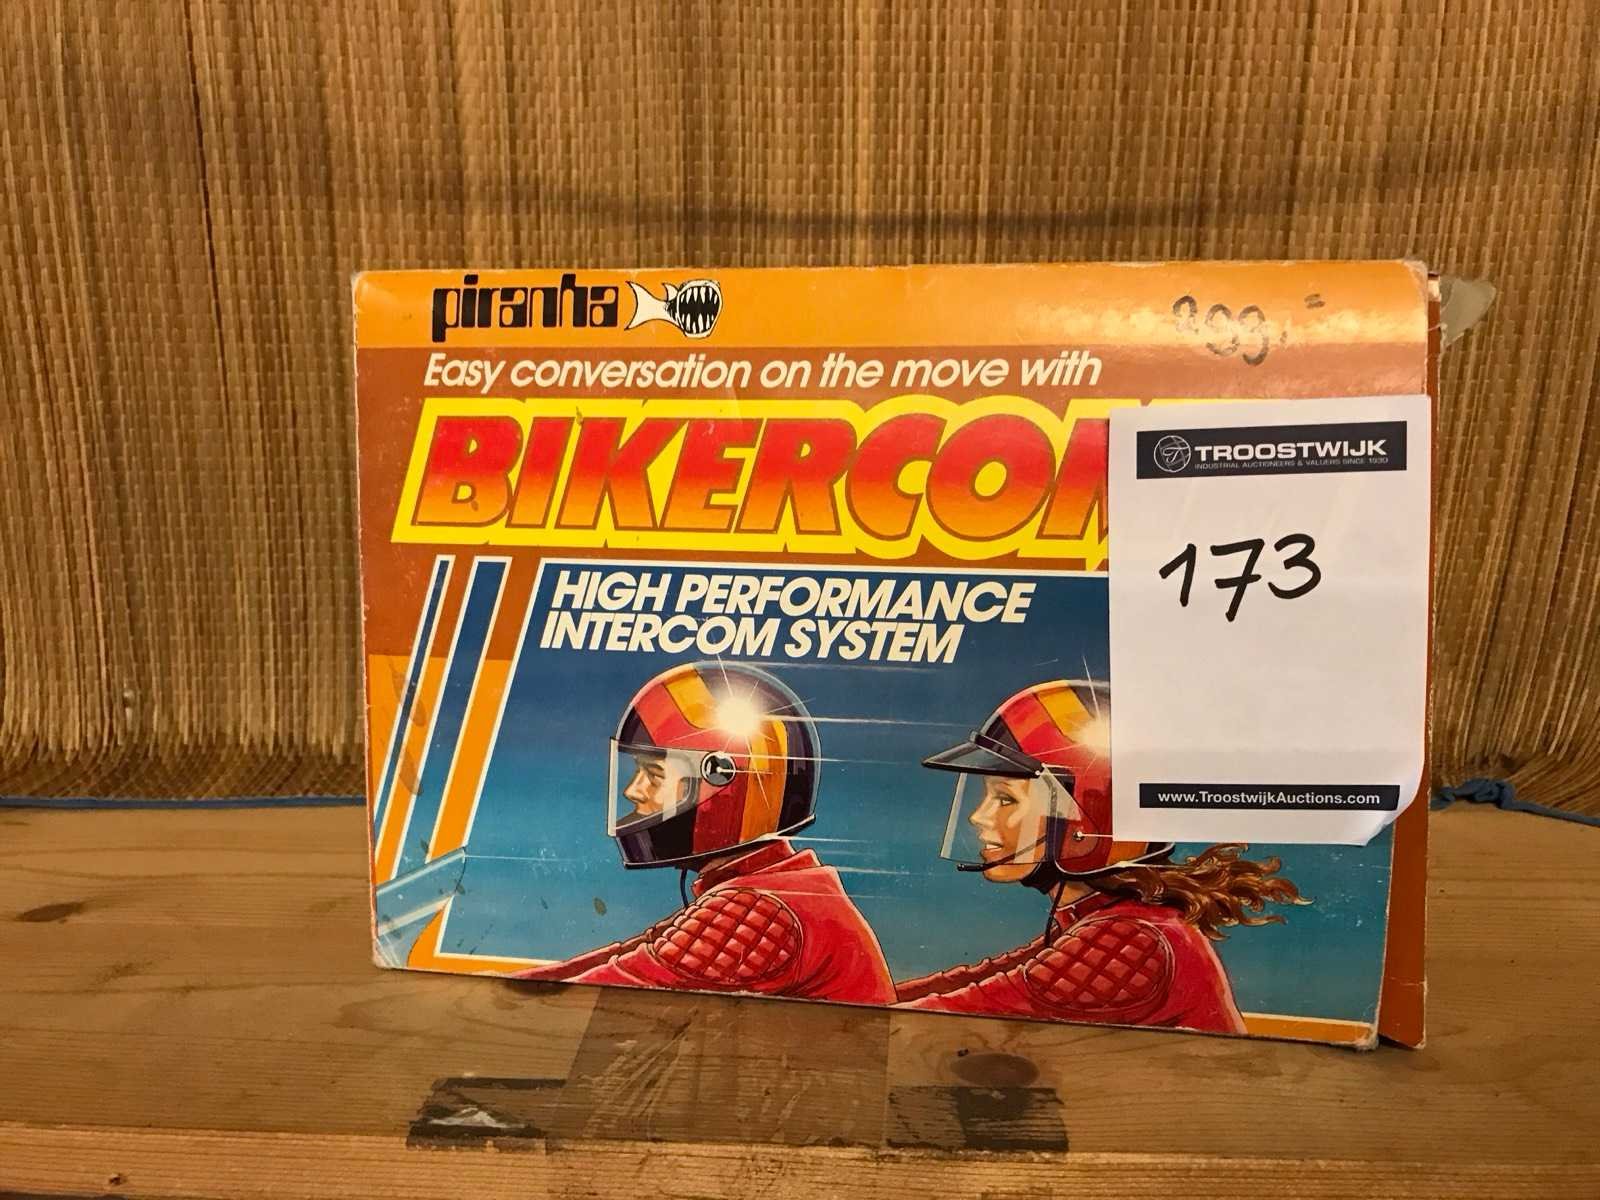 piranha
299,=
Easy conversation on the move with
BIKERCOM
HIGH PERFORMANCE
INTERCOM SYSTEM
TROOSTWIJK
INDUSTRIAL AUCTIONEERS & VALUERS SINCE 1930
173
www.TroostwijkAuctions.com